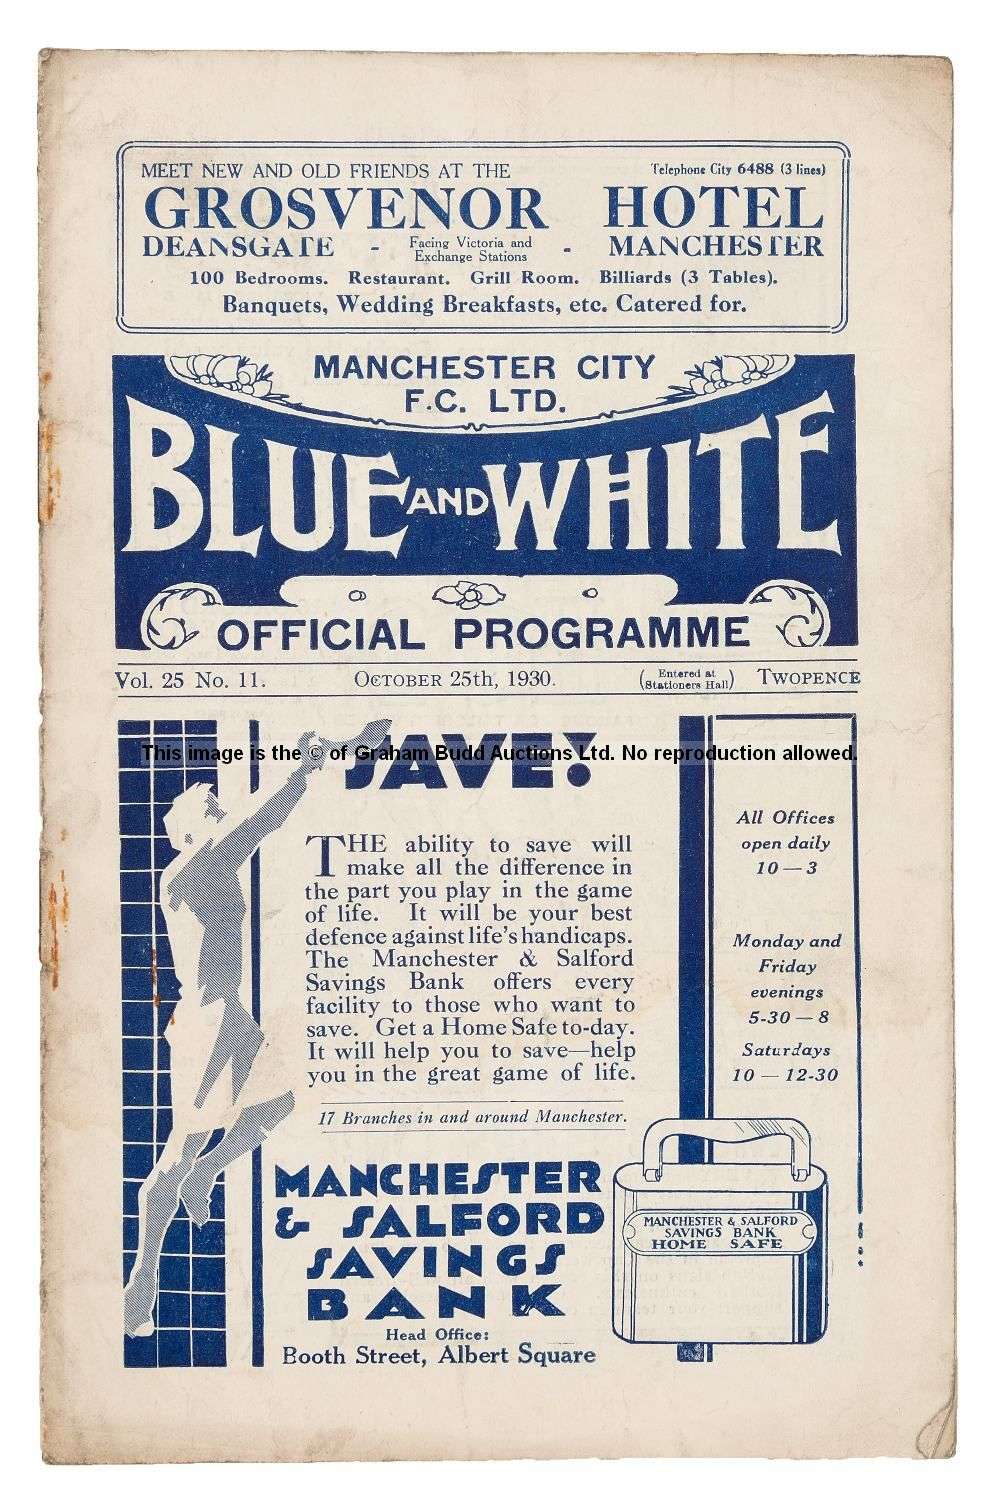 MEET NEW AND OLD FRIENDS AT THE
Telephone City 6488 (3 lines)
GROSVENOR HOTEL
DEANSGATE - Facing Victoria and Exchange Stations - MANCHESTER
100 Bedrooms. Restaurant. Grill Room. Billiards (3 Tables).
Banquets, Wedding Breakfasts, etc. Catered for.
MANCHESTER CITY
F.C. LTD.
BLUE AND WHITE
OFFICIAL PROGRAMME
Vol. 25 No. 11. OCTOBER 25th, 1930. (Entered at Stationers Hall) TWOPENCE
This image is the © of Graham Budd Auctions Ltd. No reproduction allowed.
SAVE!
THE ability to save will
make all the difference in
the part you play in the game
of life. It will be your best
defence against life's handicaps.
The Manchester & Salford
Savings Bank offers every
facility to those who want to
save. Get a Home Safe to-day.
It will help you to save—help
you in the great game of life.
17 Branches in and around Manchester.
MANCHESTER
& SALFORD
SAVINGS
BANK
Head Office:
Booth Street, Albert Square
All Offices
open daily
10—3
Monday and
Friday
evenings
5-30—8
Saturdays
10—12-30
MANCHESTER & SALFORD
SAVINGS BANK
HOME SAFE